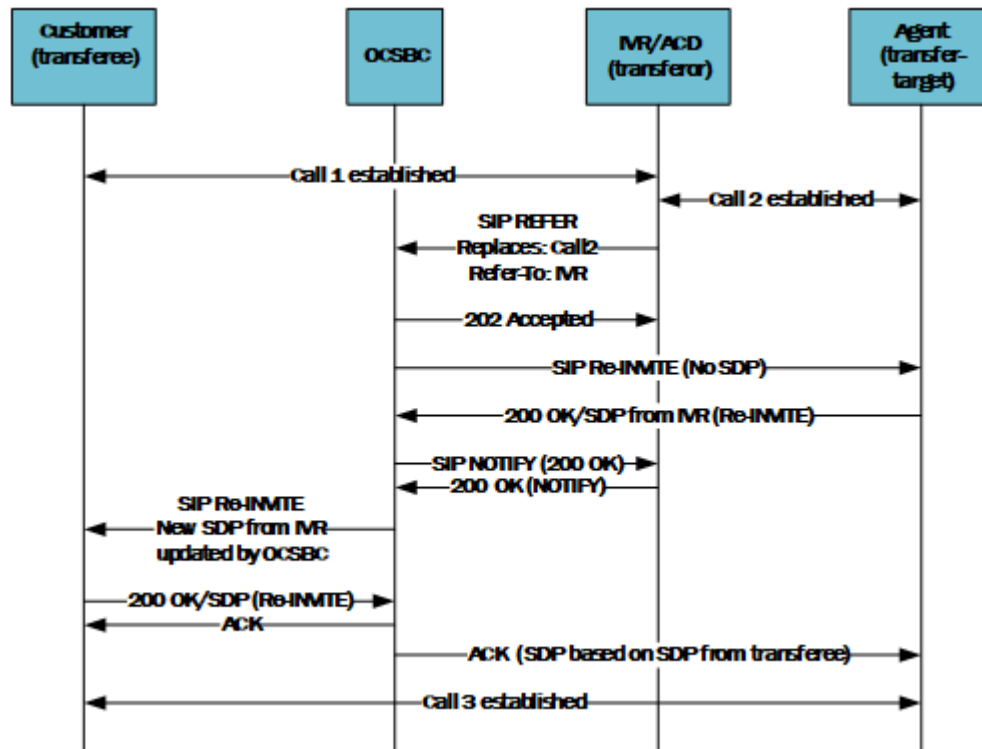 Customer
(transferee)
OCSBC
IVR/ACD
(transferor)
Agent
(transfer-
target)
Call 1 established
Call 2 established
SIP REFER
Replaces: Call2
Refer-To: IVR
202 Accepted
SIP Re-INVITE (No SDP)
200 OK/SDP from IVR (Re-INVITE)
SIP NOTIFY (200 OK)
200 OK (NOTIFY)
SIP Re-INVITE
New SDP from IVR
updated by OCSBC
200 OK/SDP (Re-INVITE)
ACK
ACK (SDP based on SDP from transferee)
Call 3 established